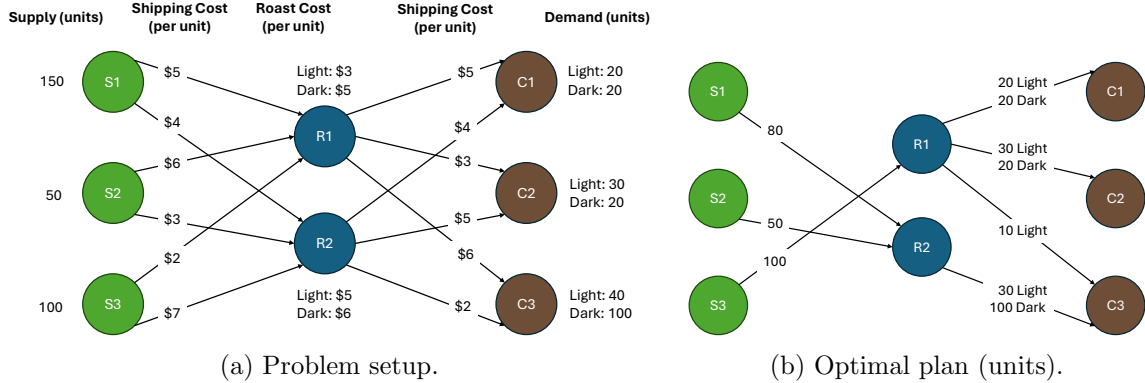 Supply (units)
Shipping Cost
(per unit)
Roast Cost
(per unit)
Shipping Cost
(per unit)
Demand (units)
150
50
100
S1
S2
S3
$5
$4
$6
$3
$2
$7
Light: $3
Dark: $5
R1
R2
Light: $5
Dark: $6
$5
$4
$3
$5
$6
$2
C1
C2
C3
Light: 20
Dark: 20
Light: 30
Dark: 20
Light: 40
Dark: 100
(a) Problem setup.
S1
S2
S3
80
50
100
R1
R2
20 Light
20 Dark
30 Light
20 Dark
10 Light
30 Light
100 Dark
C1
C2
C3
(b) Optimal plan (units).